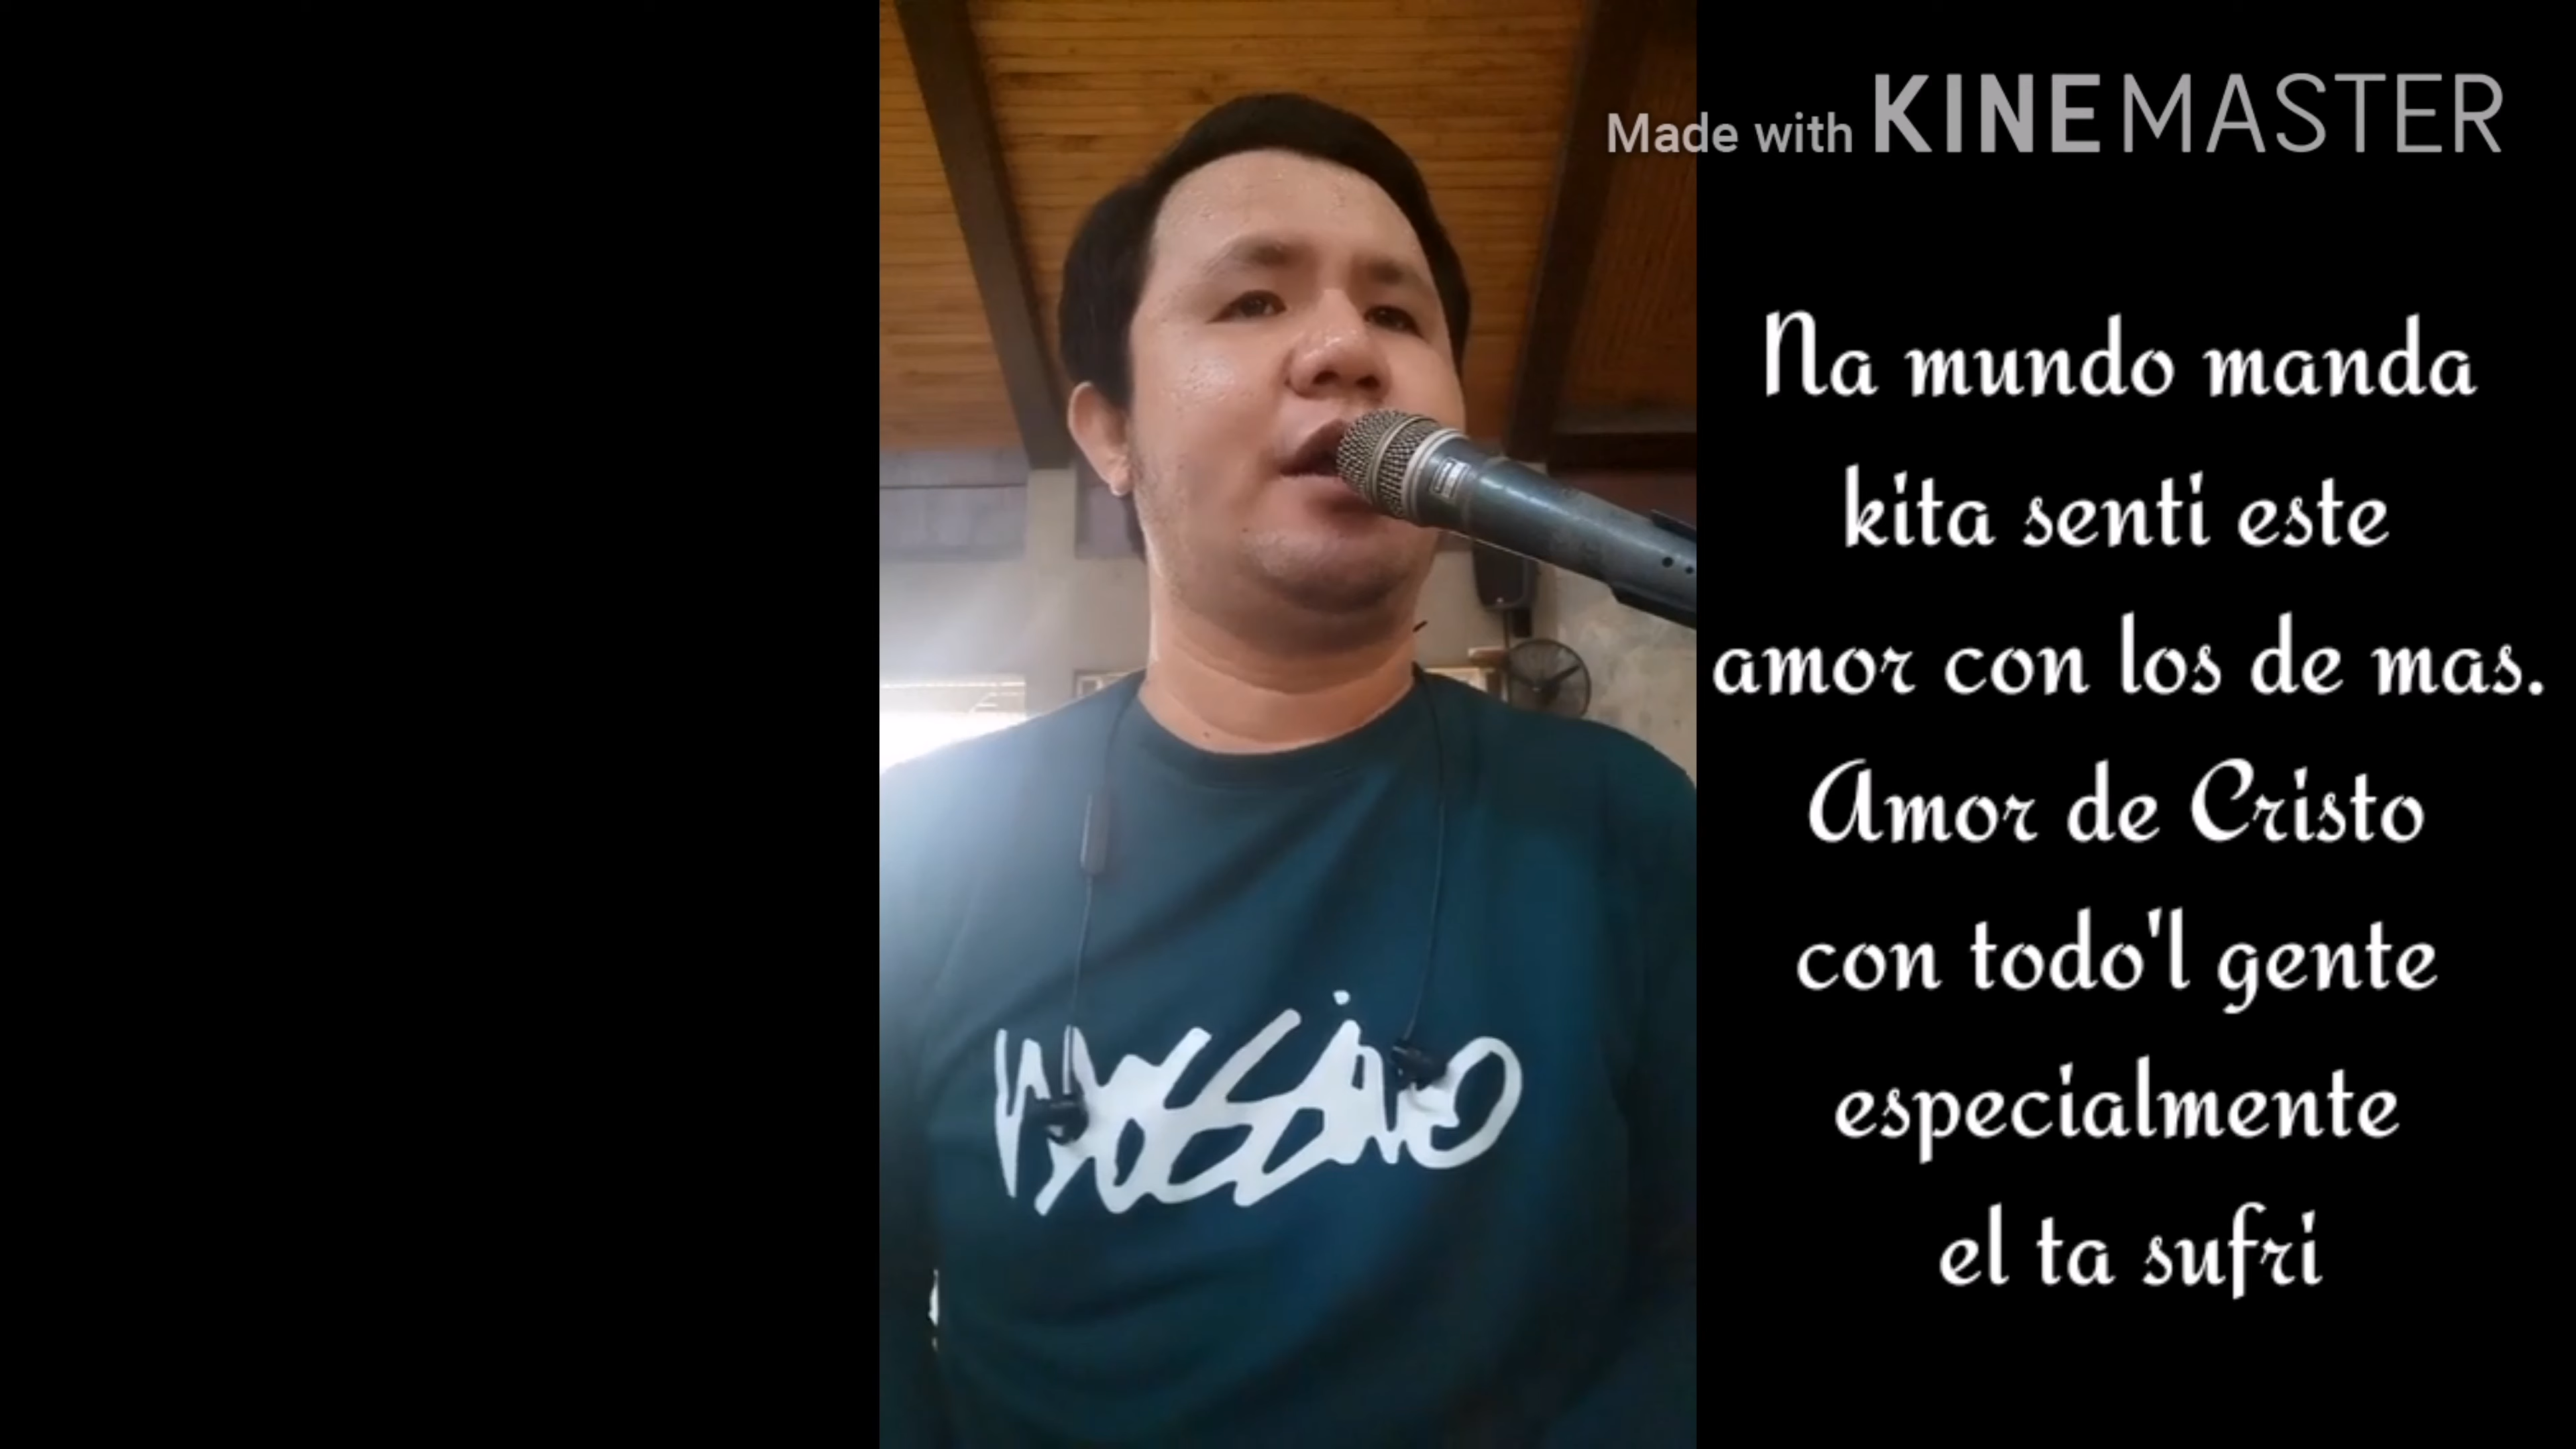 Made with KINEMASTER
Na mundo manda
kita senti este
amor con los de mas.
Amor de Cristo
con todo'l gente
especialmente
el ta sufri
MOSSIMO